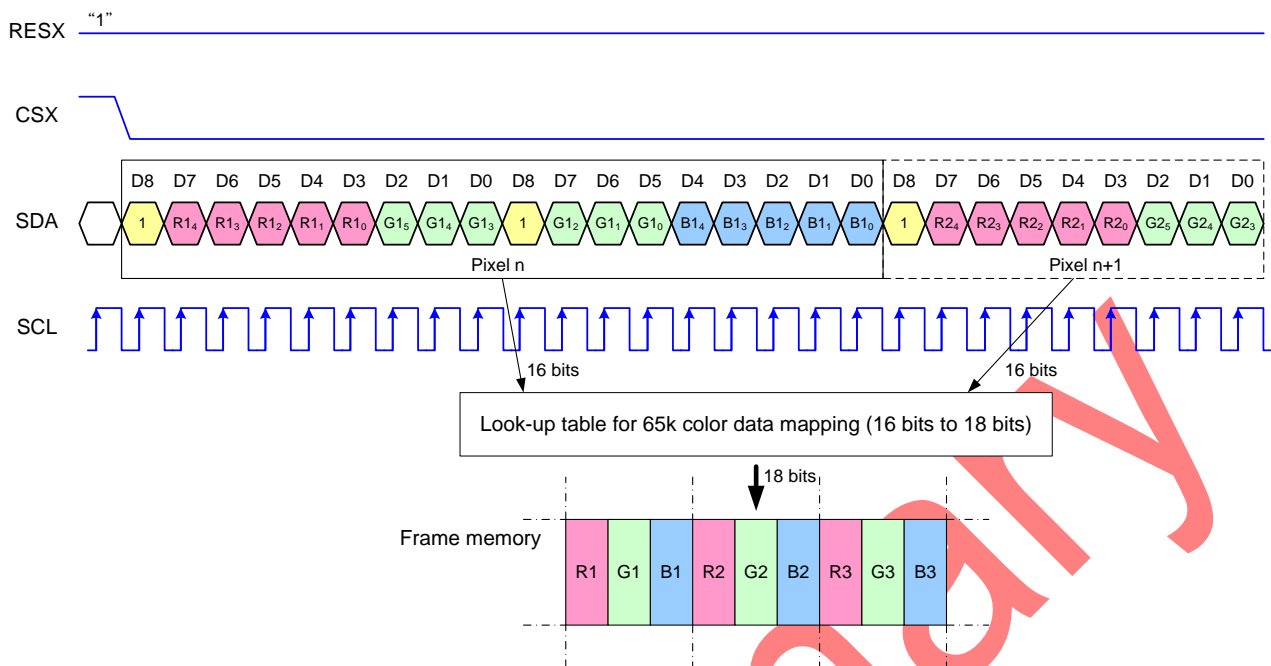 “1”
RESX
CSX
D8 D7 D6 D5 D4 D3 D2 D1 D0 D8 D7 D6 D5 D4 D3 D2 D1 D0 D8 D7 D6 D5 D4 D3 D2 D1 D0
SDA 1 R1₄ R1₃ R1₂ R1₁ R1₀ G1₅ G1₄ G1₃ 1 G1₂ G1₁ G1₀ B1₄ B1₃ B1₂ B1₁ B1₀ 1 R2₄ R2₃ R2₂ R2₁ R2₀ G2₅ G2₄ G2₃
Pixel n Pixel n+1
SCL
16 bits 16 bits
Look-up table for 65k color data mapping (16 bits to 18 bits)
18 bits
Frame memory
R1 G1 B1 R2 G2 B2 R3 G3 B3